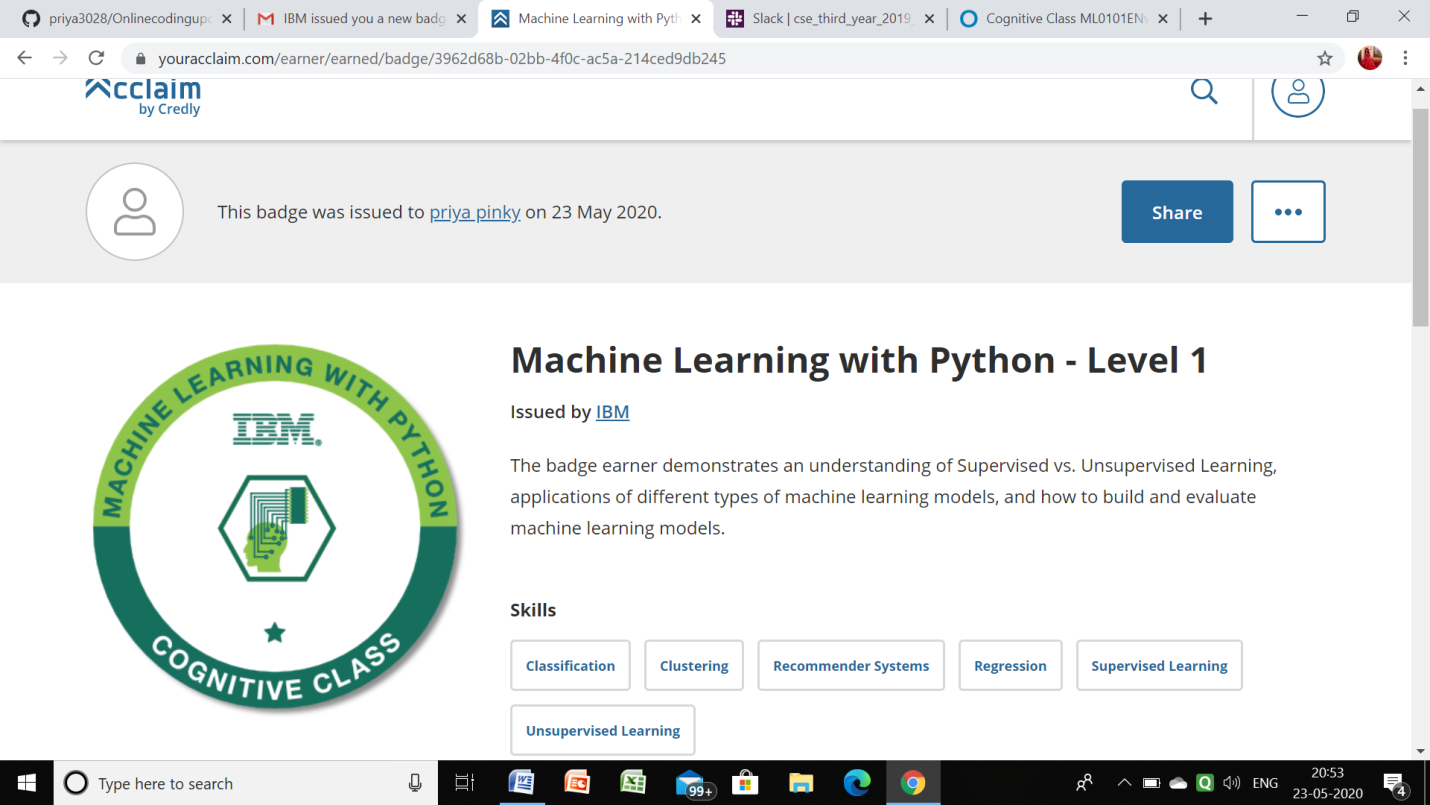 priya3028/Onlinecodingupd
IBM issued you a new badg
Machine Learning with Pyth
Slack | cse_third_year_2019_
Cognitive Class ML0101EN
youracclaim.com/earner/earned/badge/3962d68b-02bb-4f0c-ac5a-214ced9db245
Acclaim
by Credly
This badge was issued to priya pinky on 23 May 2020.
Share
MACHINE LEARNING WITH PYTHON
IBM®
COGNITIVE CLASS
Machine Learning with Python - Level 1
Issued by IBM
The badge earner demonstrates an understanding of Supervised vs. Unsupervised Learning,
applications of different types of machine learning models, and how to build and evaluate
machine learning models.
Skills
Classification
Clustering
Recommender Systems
Regression
Supervised Learning
Unsupervised Learning
Type here to search
99+
ENG
20:53
23-05-2020
4